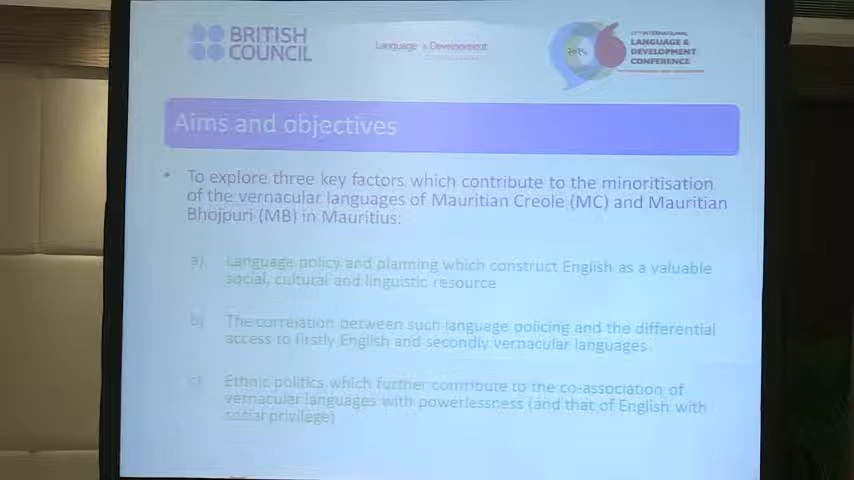 BRITISH
COUNCIL
Language & Development
11TH INTERNATIONAL
LANGUAGE &
DEVELOPMENT
CONFERENCE
Aims and objectives
• To explore three key factors which contribute to the minoritisation
of the vernacular languages of Mauritian Creole (MC) and Mauritian
Bhojpuri (MB) in Mauritius:
a) Language policy and planning which construct English as a valuable
social, cultural and linguistic resource
b) The correlation between such language policing and the differential
access to firstly English and secondly vernacular languages
c) Ethnic politics which further contribute to the co-association of
vernacular languages with powerlessness (and that of English with
social privilege)